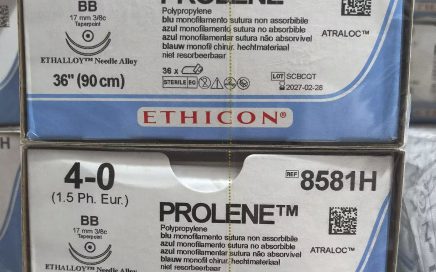 BB
17 mm 3/8c
Taperpoint
ETHALLOY™ Needle Alloy
36" (90 cm)
PROLENE™
Polypropylene
blu monofilamento sutura non assorbibile
azul monofilamento sutura no absorbible
azul monofilamentar sutura não absorvível
blauw monofil chirur. hechtmateriaal
niet resorbeerbaar
36 x
STERILE EO
ATRALOC™
LOT SCBCQT
2027-02-28
ETHICON®
4-0
(1.5 Ph. Eur.)
BB
17 mm 3/8c
Taperpoint
ETHALLOY™ Needle Alloy
REF 8581H
PROLENE™
Polypropylene
blu monofilamento sutura non assorbibile
azul monofilamento sutura no absorbible
azul monofilamentar sutura não absorvível
blauw monofil chirur. hechtmateriaal
niet resorbeerbaar
ATRALOC™